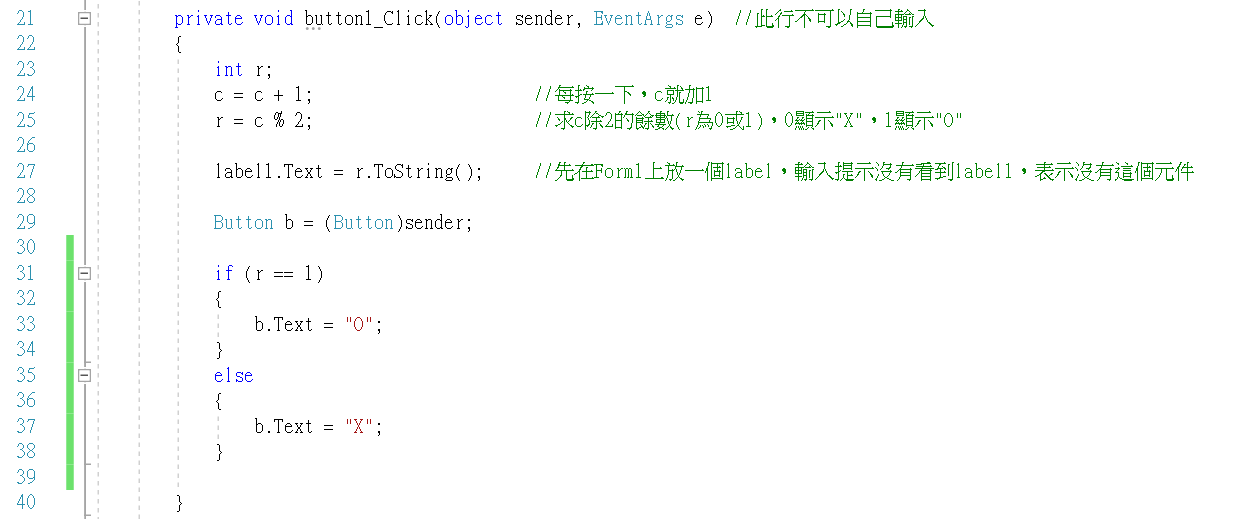 21 private void button1_Click(object sender, EventArgs e) //此行不可以自己輸入
22 {
23 int r;
24 c = c + 1; //每按一下，c就加1
25 r = c % 2; //求c除2的餘數(r為0或1)，0顯示"X"，1顯示"O"
26
27 label1.Text = r.ToString(); //先在Form1上放一個label，輸入提示沒有看到label1，表示沒有這個元件
28
29 Button b = (Button)sender;
30
31 if (r == 1)
32 {
33 b.Text = "O";
34 }
35 else
36 {
37 b.Text = "X";
38 }
39
40 }